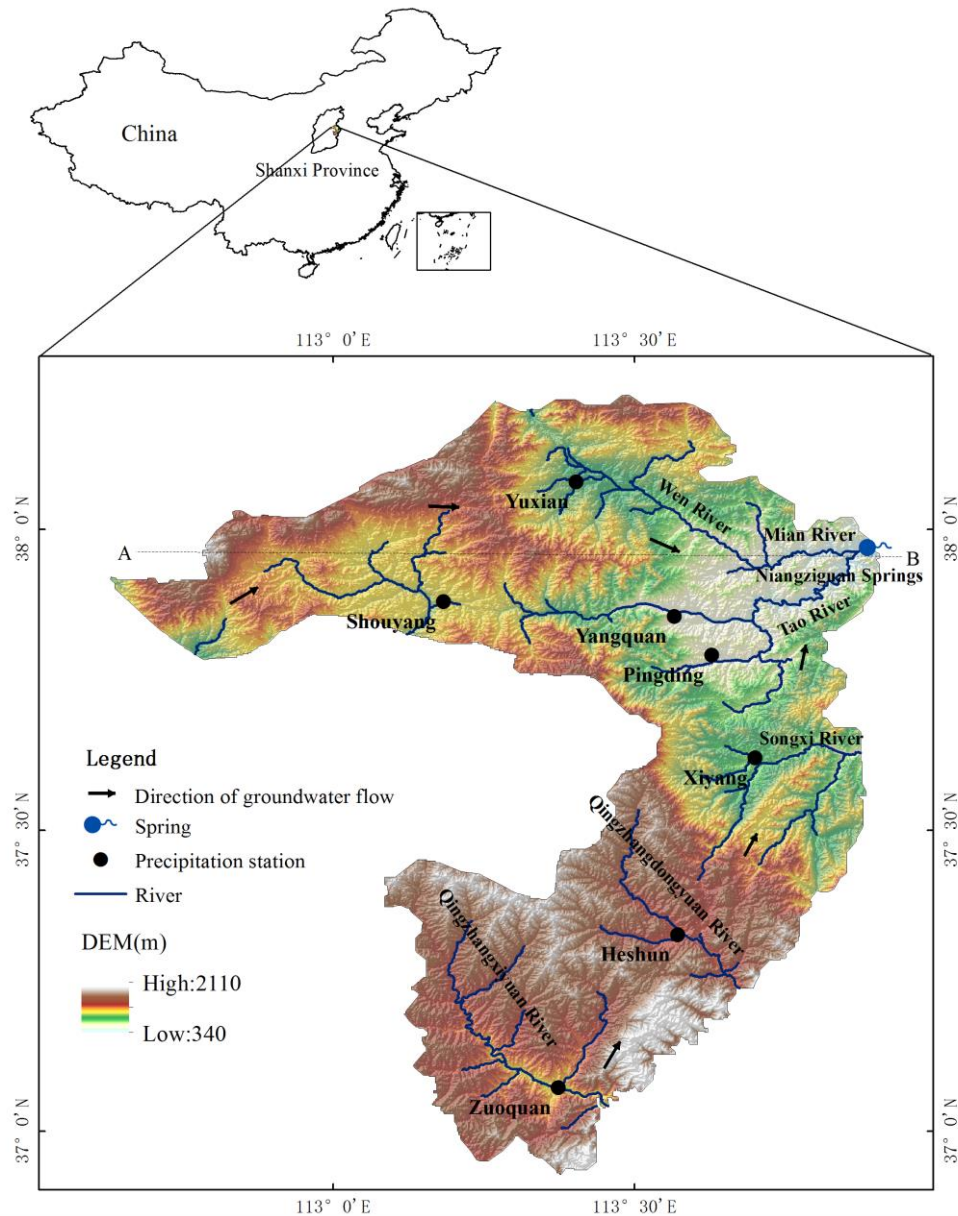 China
Shanxi Province
113° 0'E
113° 30'E
38° 0'N
38° 0'N
Yuxian
Wen River
Mian River
A
B
Niangziguan Springs
Shouyang
Yangquan
Tao River
Pingding
Songxi River
Xiyang
Legend
Direction of groundwater flow
Spring
Precipitation station
River
DEM(m)
High:2110
Low:340
37° 30'N
37° 30'N
Qingzhangdongyuan River
Qingzhangxiyuan River
Heshun
Zuoquan
37° 0'N
37° 0'N
113° 0'E
113° 30'E